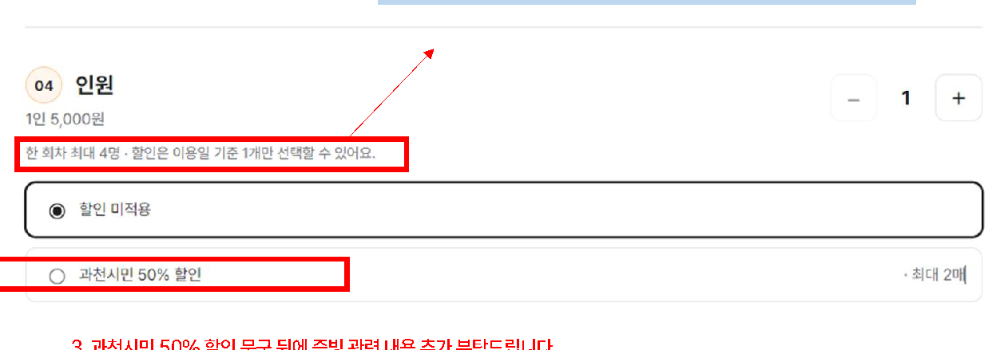 04 인원
− 1 +
1인 5,000원
한 회차 최대 4명 · 할인은 이용일 기준 1개만 선택할 수 있어요.
할인 미적용
과천시민 50% 할인 · 최대 2매
3. 과천시민 50% 할인 문구 뒤에 증빙 관련 내용 추가 부탁드립니다